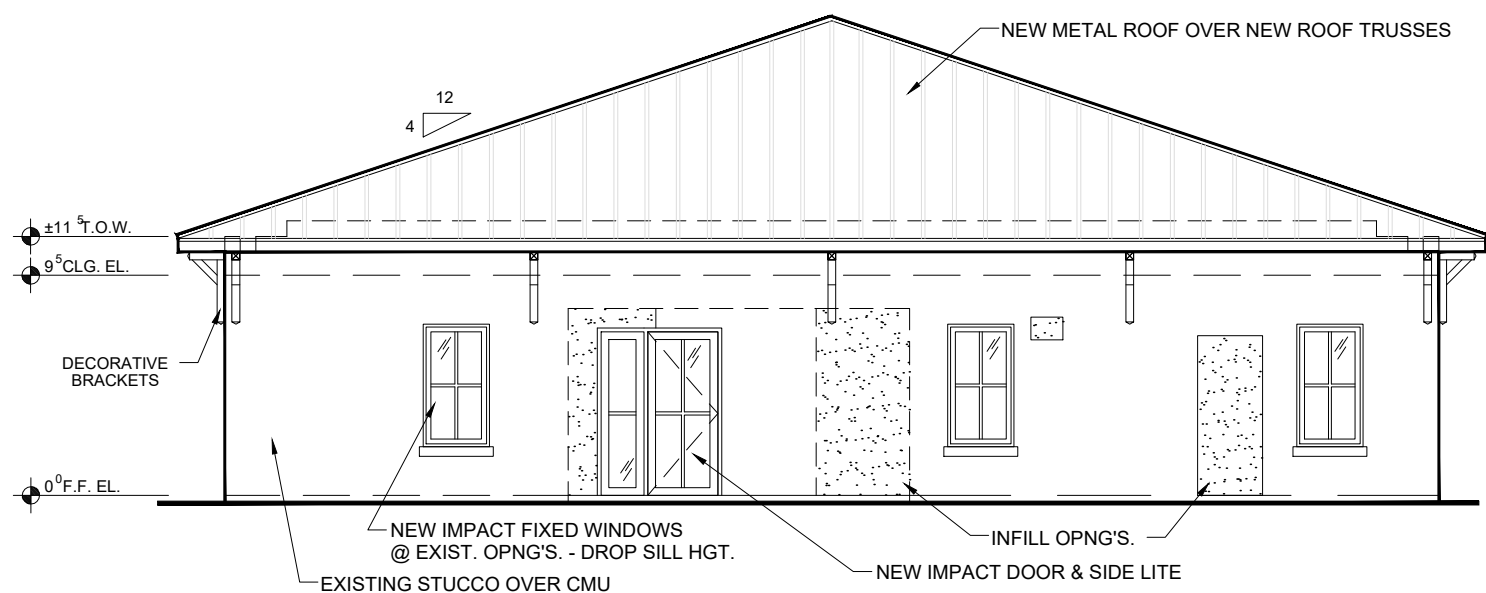 NEW METAL ROOF OVER NEW ROOF TRUSSES
12
4
±11 5 T.O.W.
9 5 CLG. EL.
DECORATIVE
BRACKETS
0 0 F.F. EL.
NEW IMPACT FIXED WINDOWS
@ EXIST. OPNG'S. - DROP SILL HGT.
INFILL OPNG'S.
NEW IMPACT DOOR & SIDE LITE
EXISTING STUCCO OVER CMU